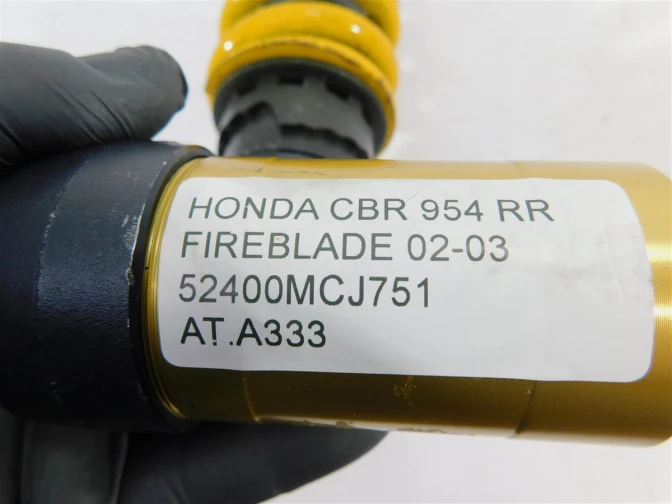 HONDA CBR 954 RR
FIREBLADE 02-03
52400MCJ751
AT.A333